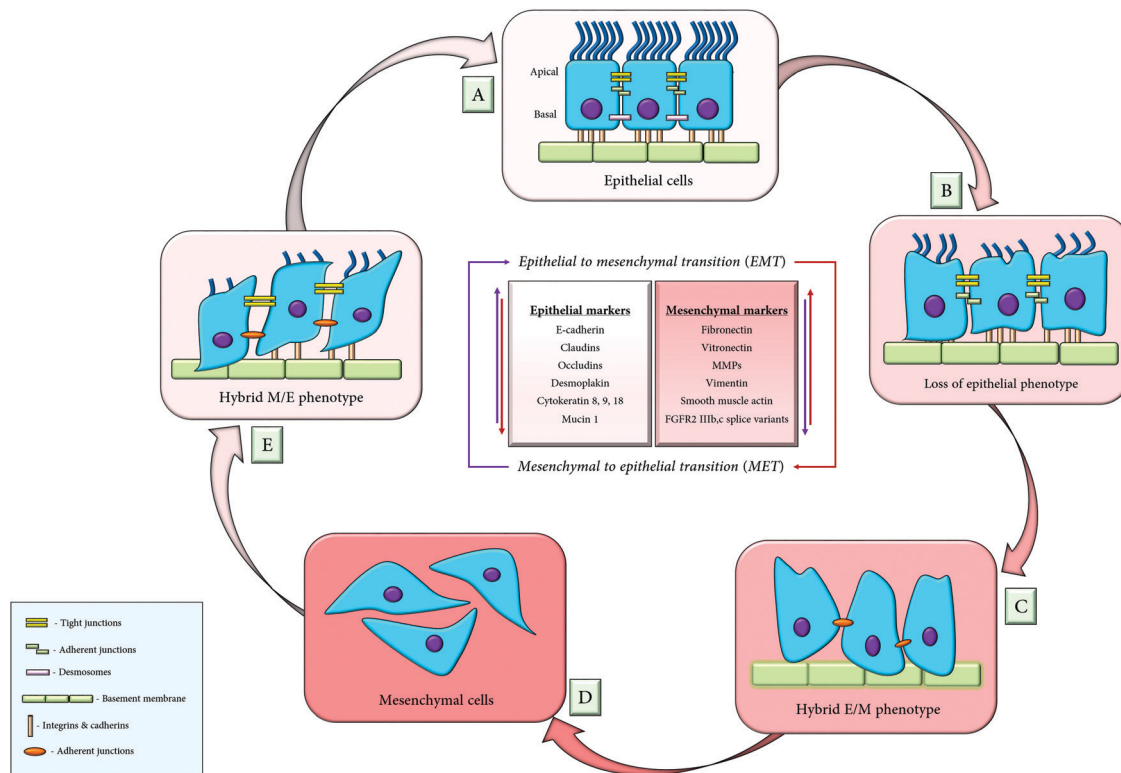 A
Apical
Basal
Epithelial cells
B
Loss of epithelial phenotype
C
Hybrid E/M phenotype
D
Mesenchymal cells
E
Hybrid M/E phenotype
Epithelial to mesenchymal transition (EMT)
Epithelial markers
E-cadherin
Claudins
Occludins
Desmoplakin
Cytokeratin 8, 9, 18
Mucin 1
Mesenchymal markers
Fibronectin
Vitronectin
MMPs
Vimentin
Smooth muscle actin
FGFR2 IIIb,c splice variants
Mesenchymal to epithelial transition (MET)
- Tight junctions
- Adherent junctions
- Desmosomes
- Basement membrane
- Integrins & cadherins
- Adherent junctions